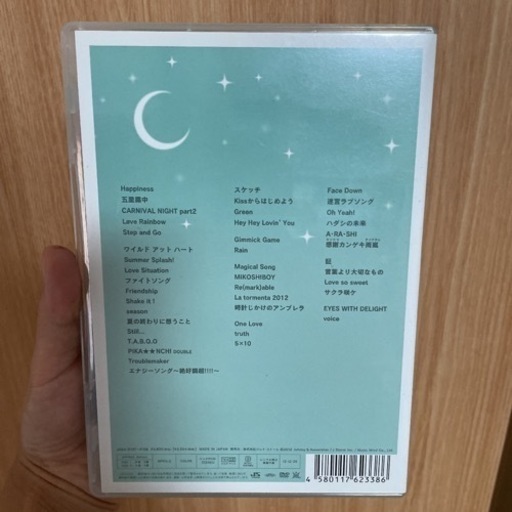 Happiness
五里霧中
CARNIVAL NIGHT part2
Love Rainbow
Step and Go
ワイルド アット ハート
Summer Splash!
Love Situation
ファイトソング
Friendship
Shake it !
season
夏の終わりに想うこと
Still...
T.A.B.O.O
PIKA★★NCHI DOUBLE
Troublemaker
エナジーソング〜絶好調超!!!!〜
スケッチ
Kissからはじめよう
Green
Hey Hey Lovin' You
Gimmick Game
Rain
Magical Song
MIKOSHIBOY
Re(mark)able
La tormenta 2012
時計じかけのアンブレラ
One Love
truth
5×10
Face Down
迷宮ラブソング
Oh Yeah!
ハダシの未来
A・RA・SHI
感謝カンゲキ雨嵐
証
言葉より大切なもの
Love so sweet
サクラ咲ケ
EYES WITH DELIGHT
voice
MADE IN JAPAN
4 580117 623386